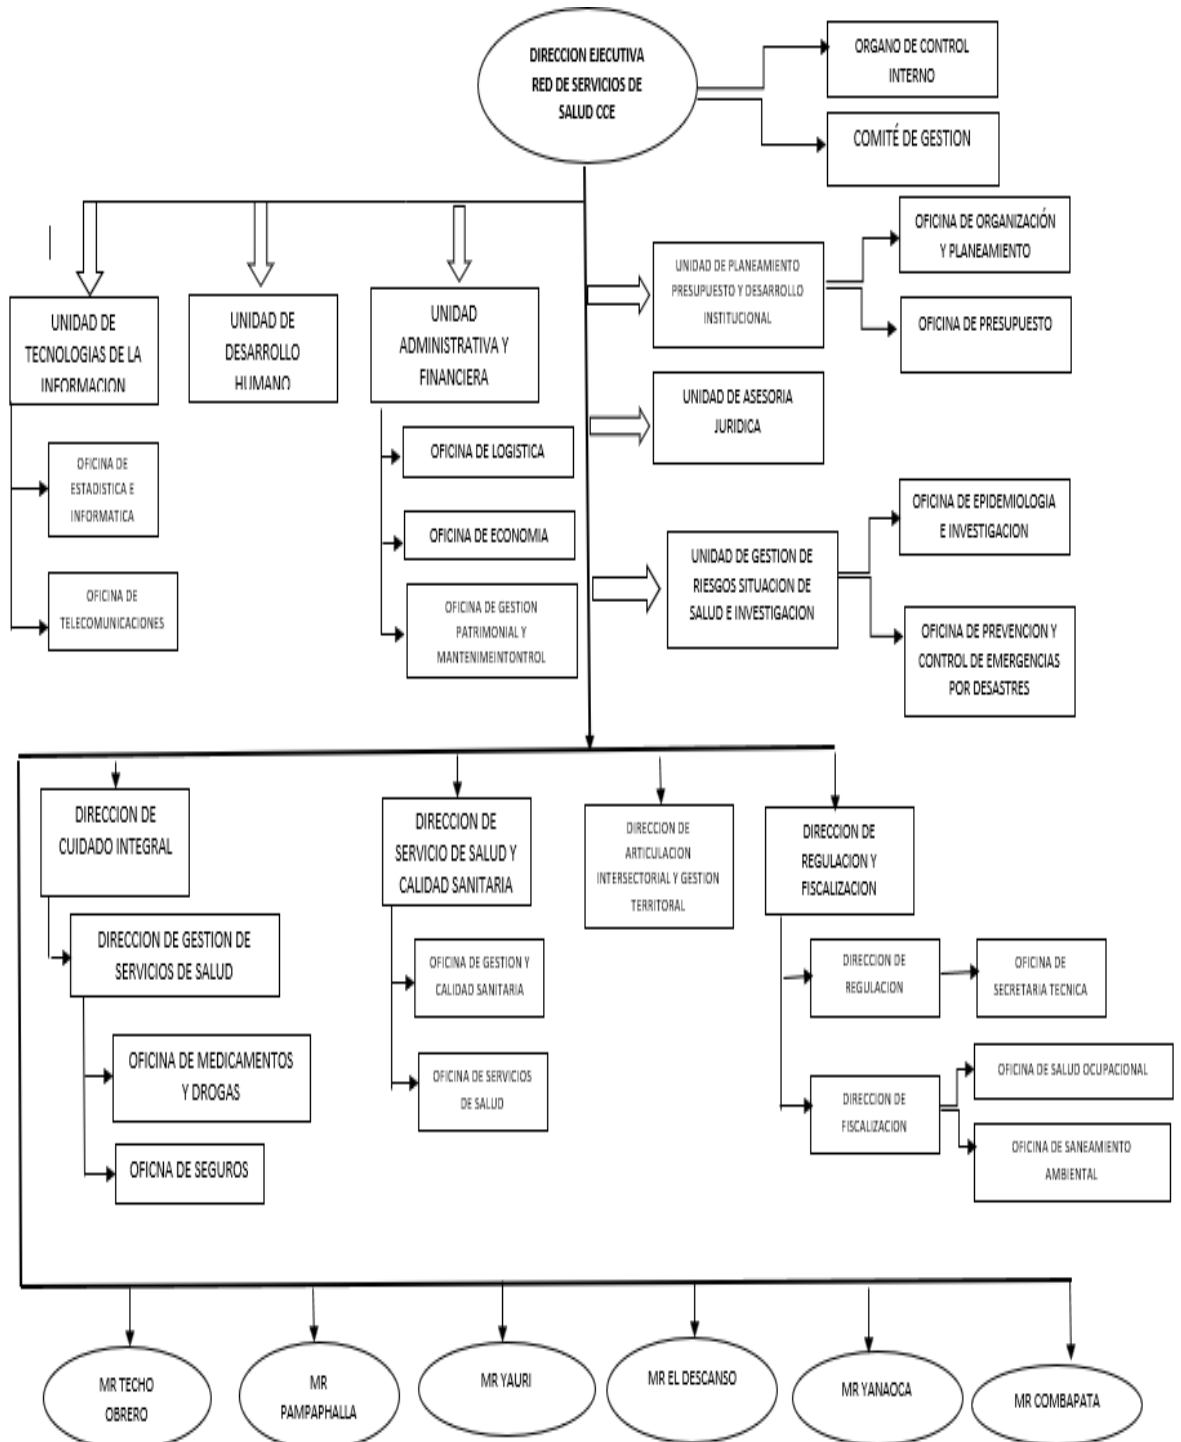 DIRECCION EJECUTIVA
RED DE SERVICIOS DE
SALUD CCE
ORGANO DE CONTROL
INTERNO
COMITÉ DE GESTION
UNIDAD DE
TECNOLOGIAS DE LA
INFORMACION
UNIDAD DE
DESARROLLO
HUMANO
UNIDAD
ADMINISTRATIVA Y
FINANCIERA
UNIDAD DE PLANEAMIENTO
PRESUPUESTO Y DESARROLLO
INSTITUCIONAL
OFICINA DE ORGANIZACIÓN
Y PLANEAMIENTO
OFICINA DE PRESUPUESTO
UNIDAD DE ASESORIA
JURIDICA
OFICINA DE
ESTADISTICA E
INFORMATICA
OFICINA DE
TELECOMUNICACIONES
OFICINA DE LOGISTICA
OFICINA DE ECONOMIA
OFICINA DE GESTION
PATRIMONIAL Y
MANTENIMEINTONTROL
UNIDAD DE GESTION DE
RIESGOS SITUACION DE
SALUD E INVESTIGACION
OFICINA DE EPIDEMIOLOGIA
E INVESTIGACION
OFICINA DE PREVENCION Y
CONTROL DE EMERGENCIAS
POR DESASTRES
DIRECCION DE
CUIDADO INTEGRAL
DIRECCION DE GESTION DE
SERVICIOS DE SALUD
OFICINA DE MEDICAMENTOS
Y DROGAS
OFICNA DE SEGUROS
DIRECCION DE
SERVICIO DE SALUD Y
CALIDAD SANITARIA
OFICINA DE GESTION Y
CALIDAD SANITARIA
OFICINA DE SERVICIOS
DE SALUD
DIRECCION DE
ARTICULACION
INTERSECTORIAL Y GESTION
TERRITORAL
DIRECCION DE
REGULACION Y
FISCALIZACION
DIRECCION DE
REGULACION
OFICINA DE
SECRETARIA TECNICA
DIRECCION DE
FISCALIZACION
OFICINA DE SALUD OCUPACIONAL
OFICINA DE SANEAMIENTO
AMBIENTAL
MR TECHO
OBRERO
MR
PAMPAPHALLA
MR YAURI
MR EL DESCANSO
MR YANAOCA
MR COMBAPATA